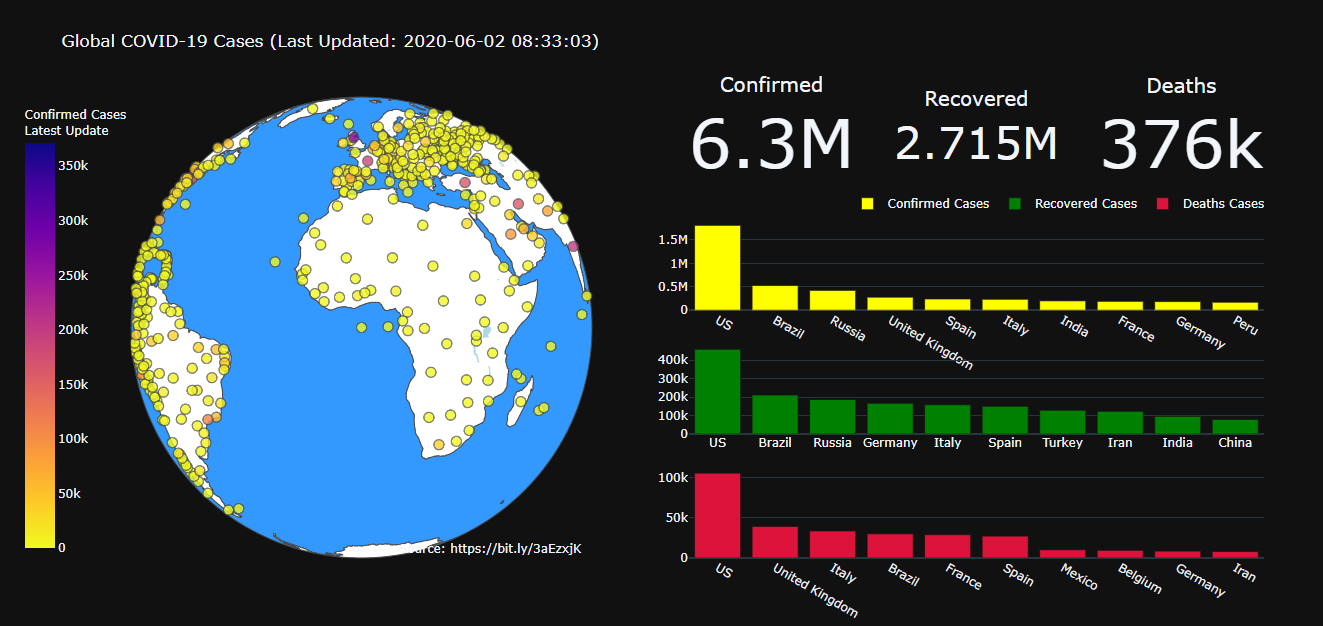 Global COVID-19 Cases (Last Updated: 2020-06-02 08:33:03)
Confirmed Cases
Latest Update
350k
300k
250k
200k
150k
100k
50k
0
: https://bit.ly/3aEzxjK
Confirmed
6.3M
Recovered
2.715M
Deaths
376k
Confirmed Cases
Recovered Cases
Deaths Cases
1.5M
1M
0.5M
0
US
Brazil
Russia
United Kingdom
Spain
Italy
India
France
Germany
Peru
400k
300k
200k
100k
0
US
Brazil
Russia
Germany
Italy
Spain
Turkey
Iran
India
China
100k
50k
0
US
United Kingdom
Italy
Brazil
France
Spain
Mexico
Belgium
Germany
Iran